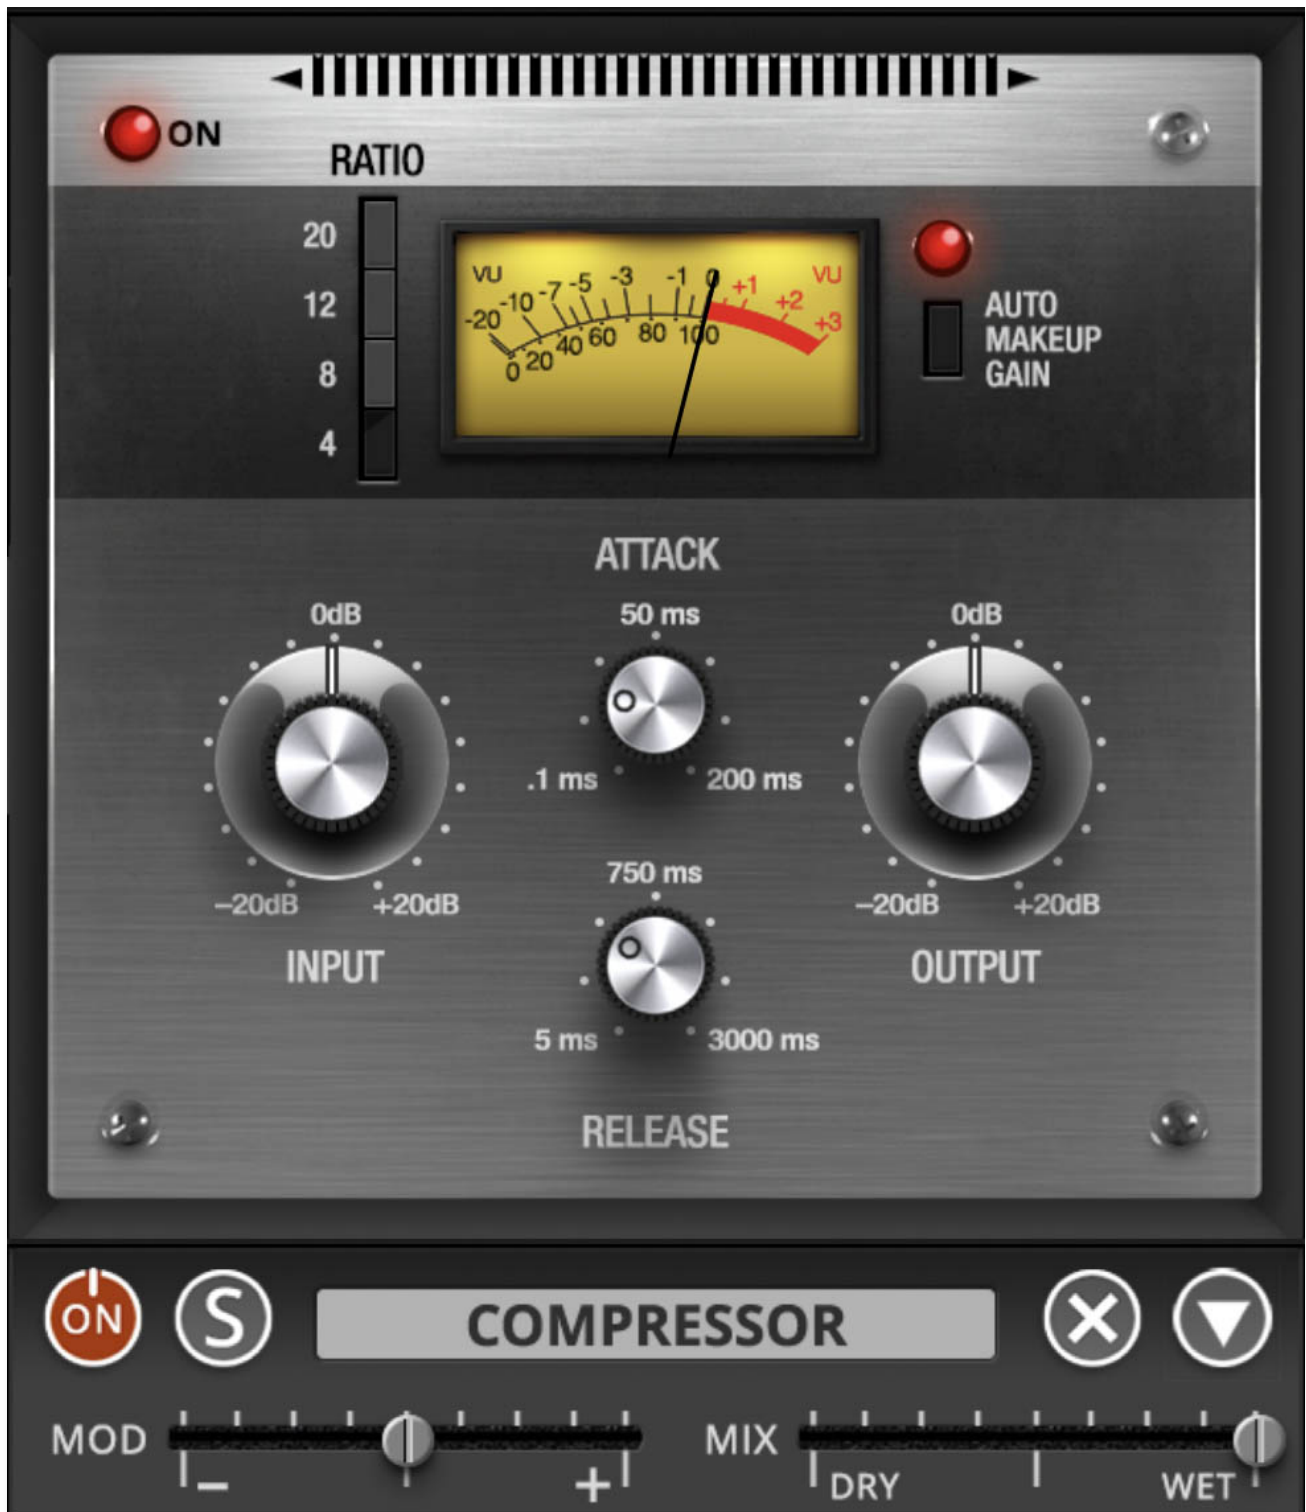 ON
RATIO
20
12
8
4
VU
VU
-20
-10
-7
-5
-3
-1
0
+1
+2
+3
0
20
40
60
80
100
AUTO
MAKEUP
GAIN
ATTACK
50 ms
.1 ms
200 ms
0dB
–20dB
+20dB
INPUT
0dB
–20dB
+20dB
OUTPUT
750 ms
5 ms
3000 ms
RELEASE
ON
S
COMPRESSOR
MOD
–
+
MIX
DRY
WET